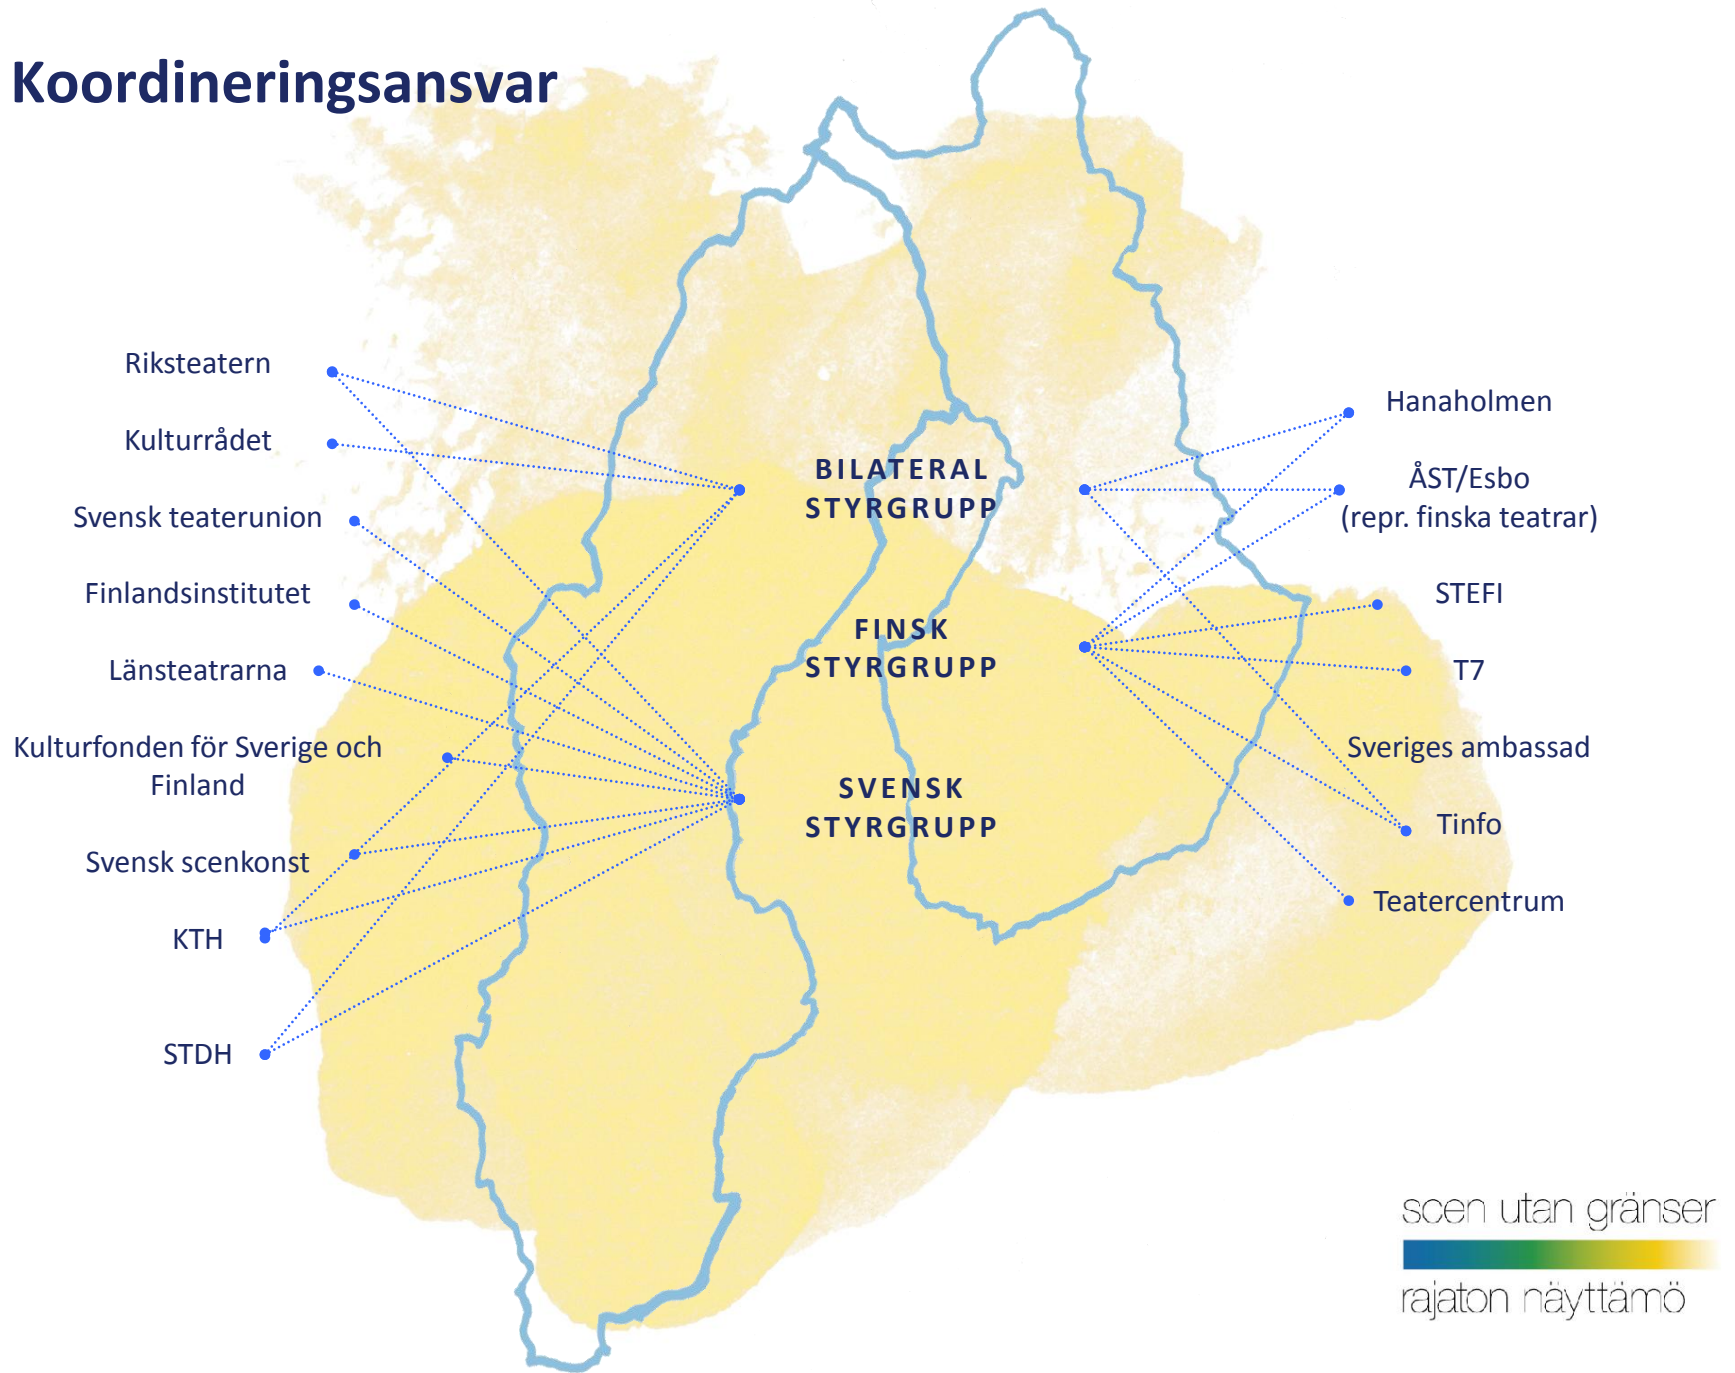 Koordineringsansvar
Riksteatern
Kulturrådet
Svensk teaterunion
Finlandsinstitutet
Länsteatrarna
Kulturfonden för Sverige och
Finland
Svensk scenkonst
KTH
STDH
BILATERAL
STYRGRUPP
FINSK
STYRGRUPP
SVENSK
STYRGRUPP
Hanaholmen
ÅST/Esbo
(repr. finska teatrar)
STEFI
T7
Sveriges ambassad
Tinfo
Teatercentrum
scen utan gränser
rajaton näyttämö